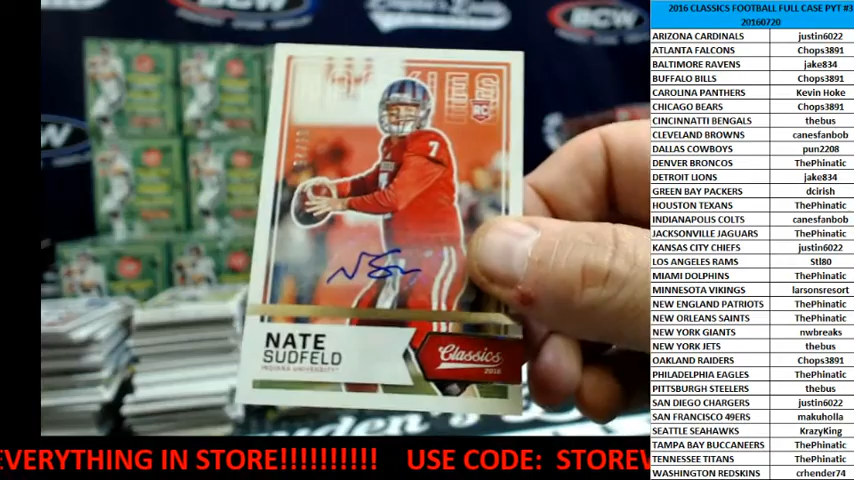 2016 CLASSICS FOOTBALL FULL CASE PYT #3
20160720
ARIZONA CARDINALS justin6022
ATLANTA FALCONS Chops3891
BALTIMORE RAVENS jake834
BUFFALO BILLS Chops3891
CAROLINA PANTHERS Kevin Hoke
CHICAGO BEARS Chops3891
CINCINNATI BENGALS thebus
CLEVELAND BROWNS canesfanbob
DALLAS COWBOYS pun2208
DENVER BRONCOS ThePhinatic
DETROIT LIONS jake834
GREEN BAY PACKERS dcirish
HOUSTON TEXANS ThePhinatic
INDIANAPOLIS COLTS canesfanbob
JACKSONVILLE JAGUARS ThePhinatic
KANSAS CITY CHIEFS justin6022
LOS ANGELES RAMS Stl80
MIAMI DOLPHINS ThePhinatic
MINNESOTA VIKINGS larsonsresort
NEW ENGLAND PATRIOTS ThePhinatic
NEW ORLEANS SAINTS ThePhinatic
NEW YORK GIANTS nwbreaks
NEW YORK JETS thebus
OAKLAND RAIDERS Chops3891
PHILADELPHIA EAGLES ThePhinatic
PITTSBURGH STEELERS thebus
SAN DIEGO CHARGERS justin6022
SAN FRANCISCO 49ERS makuholla
SEATTLE SEAHAWKS KrazyKing
TAMPA BAY BUCCANEERS ThePhinatic
TENNESSEE TITANS ThePhinatic
WASHINGTON REDSKINS crhender74
BCW
BCW
RC
7
NATE
SUDFELD
INDIANA UNIVERSITY
Classics
2016
EVERYTHING IN STORE!!!!!!!!!! USE CODE: STOREV